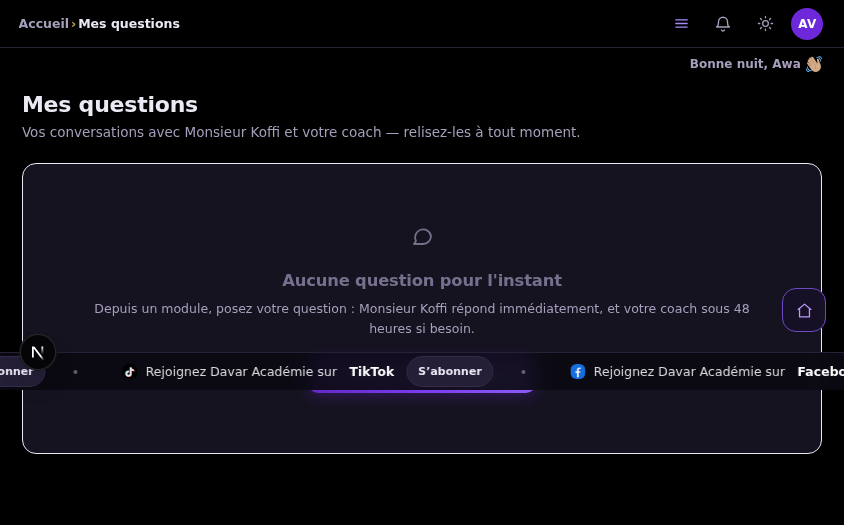 Accueil › Mes questions
AV
Bonne nuit, Awa 👋🏽
Mes questions
Vos conversations avec Monsieur Koffi et votre coach — relisez-les à tout moment.
Aucune question pour l'instant
Depuis un module, posez votre question : Monsieur Koffi répond immédiatement, et votre coach sous 48
heures si besoin.
N
Rejoignez Davar Académie sur TikTok S’abonner • Rejoignez Davar Académie sur